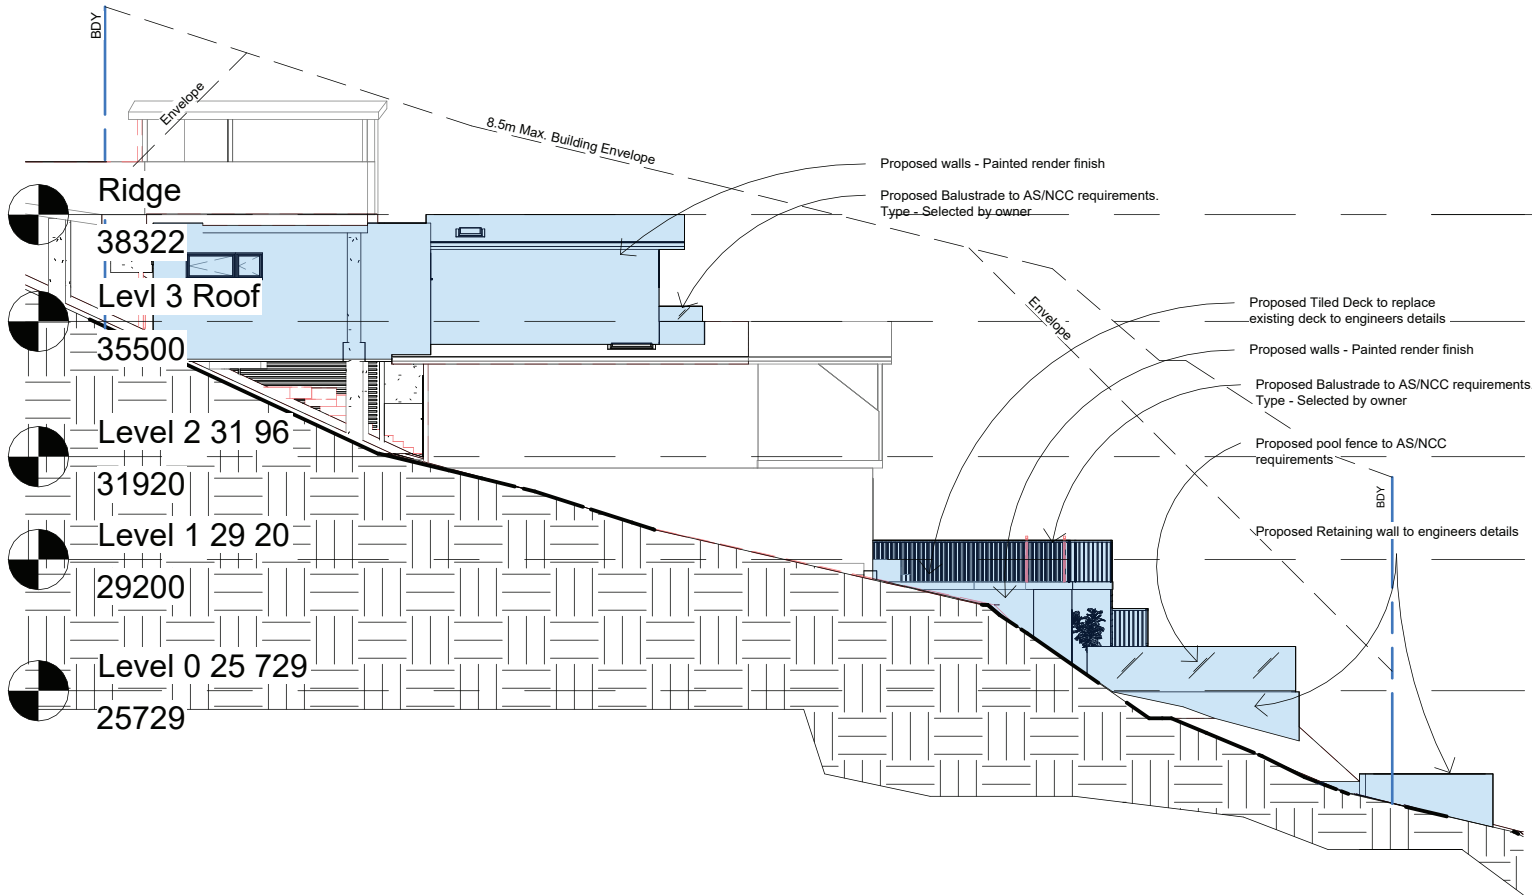 BDY
Envelope
8.5m Max. Building Envelope
Proposed walls - Painted render finish
Proposed Balustrade to AS/NCC requirements.
Type - Selected by owner
Ridge
38322
Levl 3 Roof
35500
Envelope
Proposed Tiled Deck to replace
existing deck to engineers details
Proposed walls - Painted render finish
Proposed Balustrade to AS/NCC requirements
Type - Selected by owner
Level 2 31 96
31920
Proposed pool fence to AS/NCC
requirements
BDY
Level 1 29 20
29200
Proposed Retaining wall to engineers details
Level 0 25 729
25729